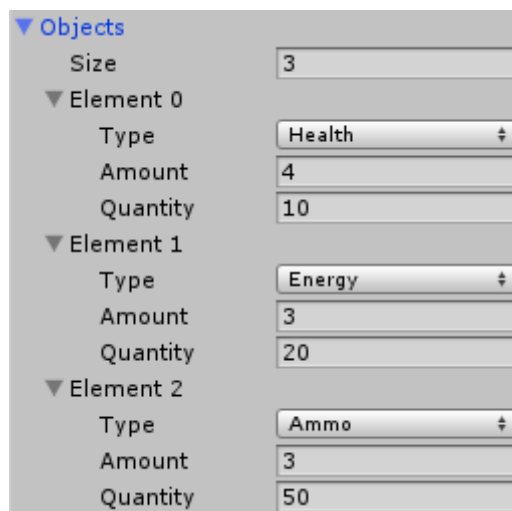 Objects
Size 3
Element 0
Type Health
Amount 4
Quantity 10
Element 1
Type Energy
Amount 3
Quantity 20
Element 2
Type Ammo
Amount 3
Quantity 50